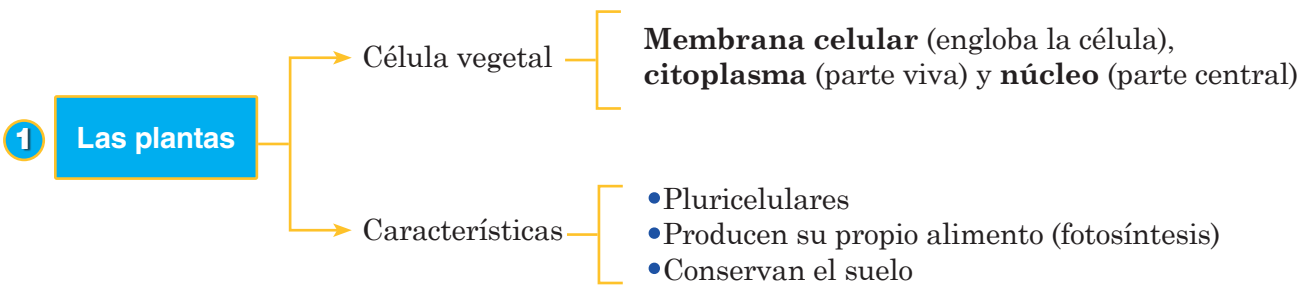 1 Las plantas
Célula vegetal
Membrana celular (engloba la célula),
citoplasma (parte viva) y núcleo (parte central)
Características
•Pluricelulares
•Producen su propio alimento (fotosíntesis)
•Conservan el suelo